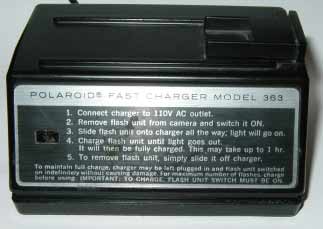 POLAROID® FAST CHARGER MODEL 363
1. Connect charger to 110V AC outlet.
2. Remove flash unit from camera and switch it ON.
3. Slide flash unit onto charger all the way; light will go on.
4. Charge flash unit until light goes out.
It will then be fully charged. This may take up to 1 hr.
5. To remove flash unit, simply slide it off charger.
To maintain full charge, charger may be left plugged in and flash unit switched
on indefinitely without causing damage. For maximum number of flashes, charge
before using. IMPORTANT: TO CHARGE, FLASH UNIT SWITCH MUST BE ON.